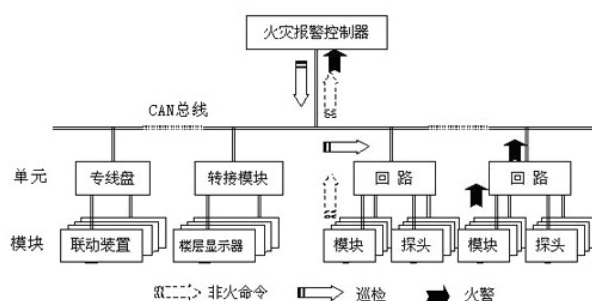 火灾报警控制器
CAN总线
单元 专线盘 转接模块 回 路 回 路
模块 联动装置 楼层显示器 模块 探头 模块 探头
非火命令 巡检 火警